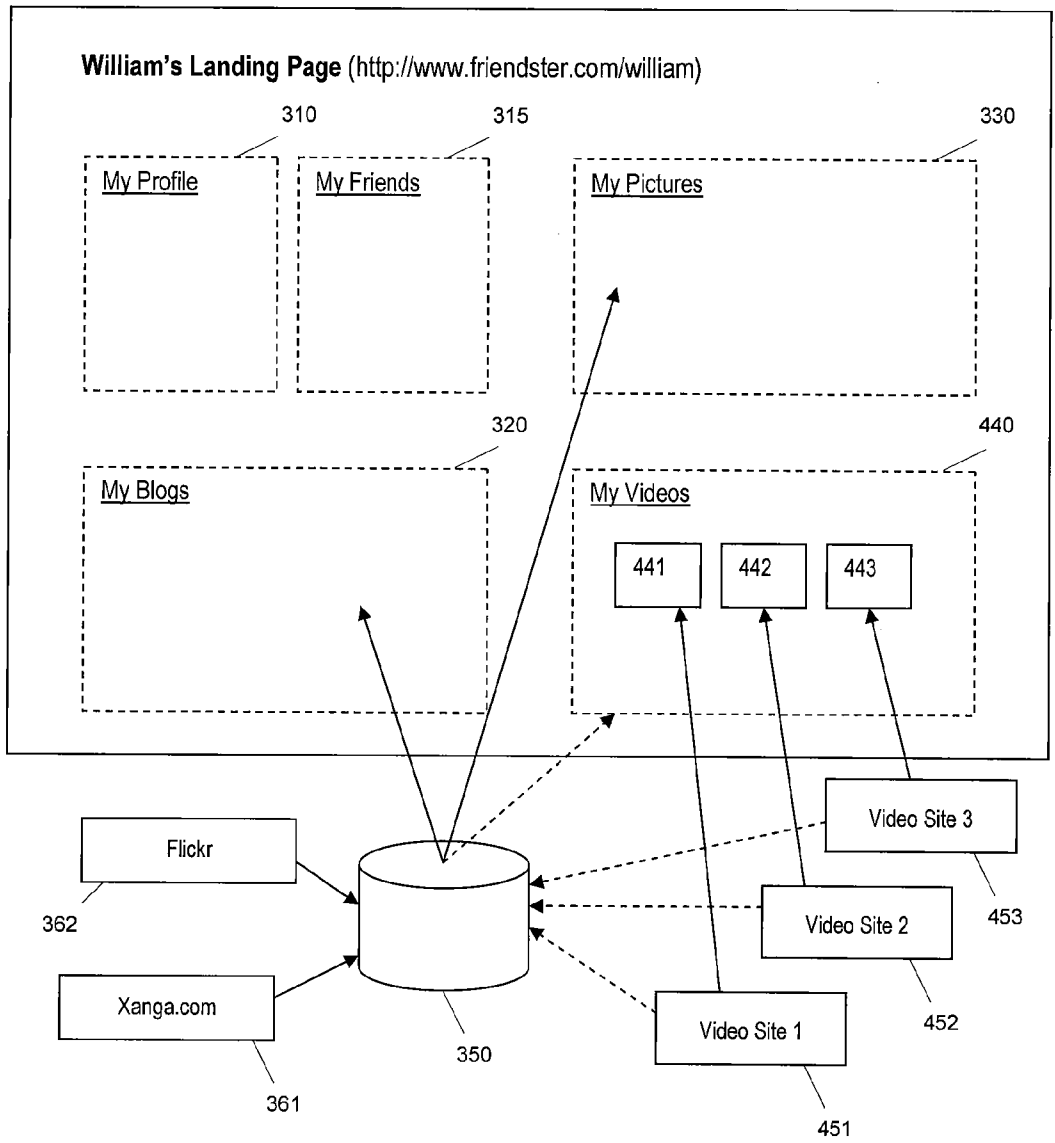 William's Landing Page (http://www.friendster.com/william)
310
315
330
My Profile
My Friends
My Pictures
320
440
My Blogs
My Videos
441
442
443
Video Site 3
Flickr
362
453
Video Site 2
Xanga.com
452
350
Video Site 1
361
451